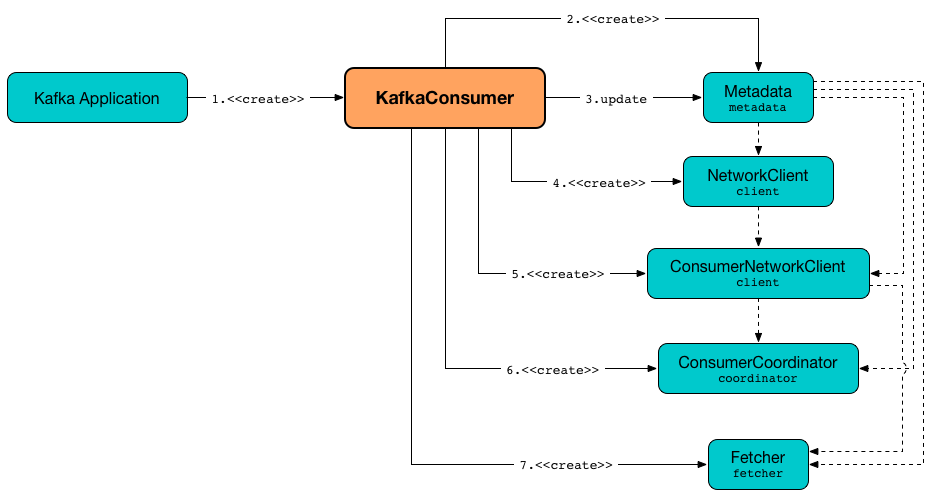 2.<<create>>
Kafka Application
1.<<create>>
KafkaConsumer
3.update
Metadata
metadata
4.<<create>>
NetworkClient
client
5.<<create>>
ConsumerNetworkClient
client
6.<<create>>
ConsumerCoordinator
coordinator
7.<<create>>
Fetcher
fetcher